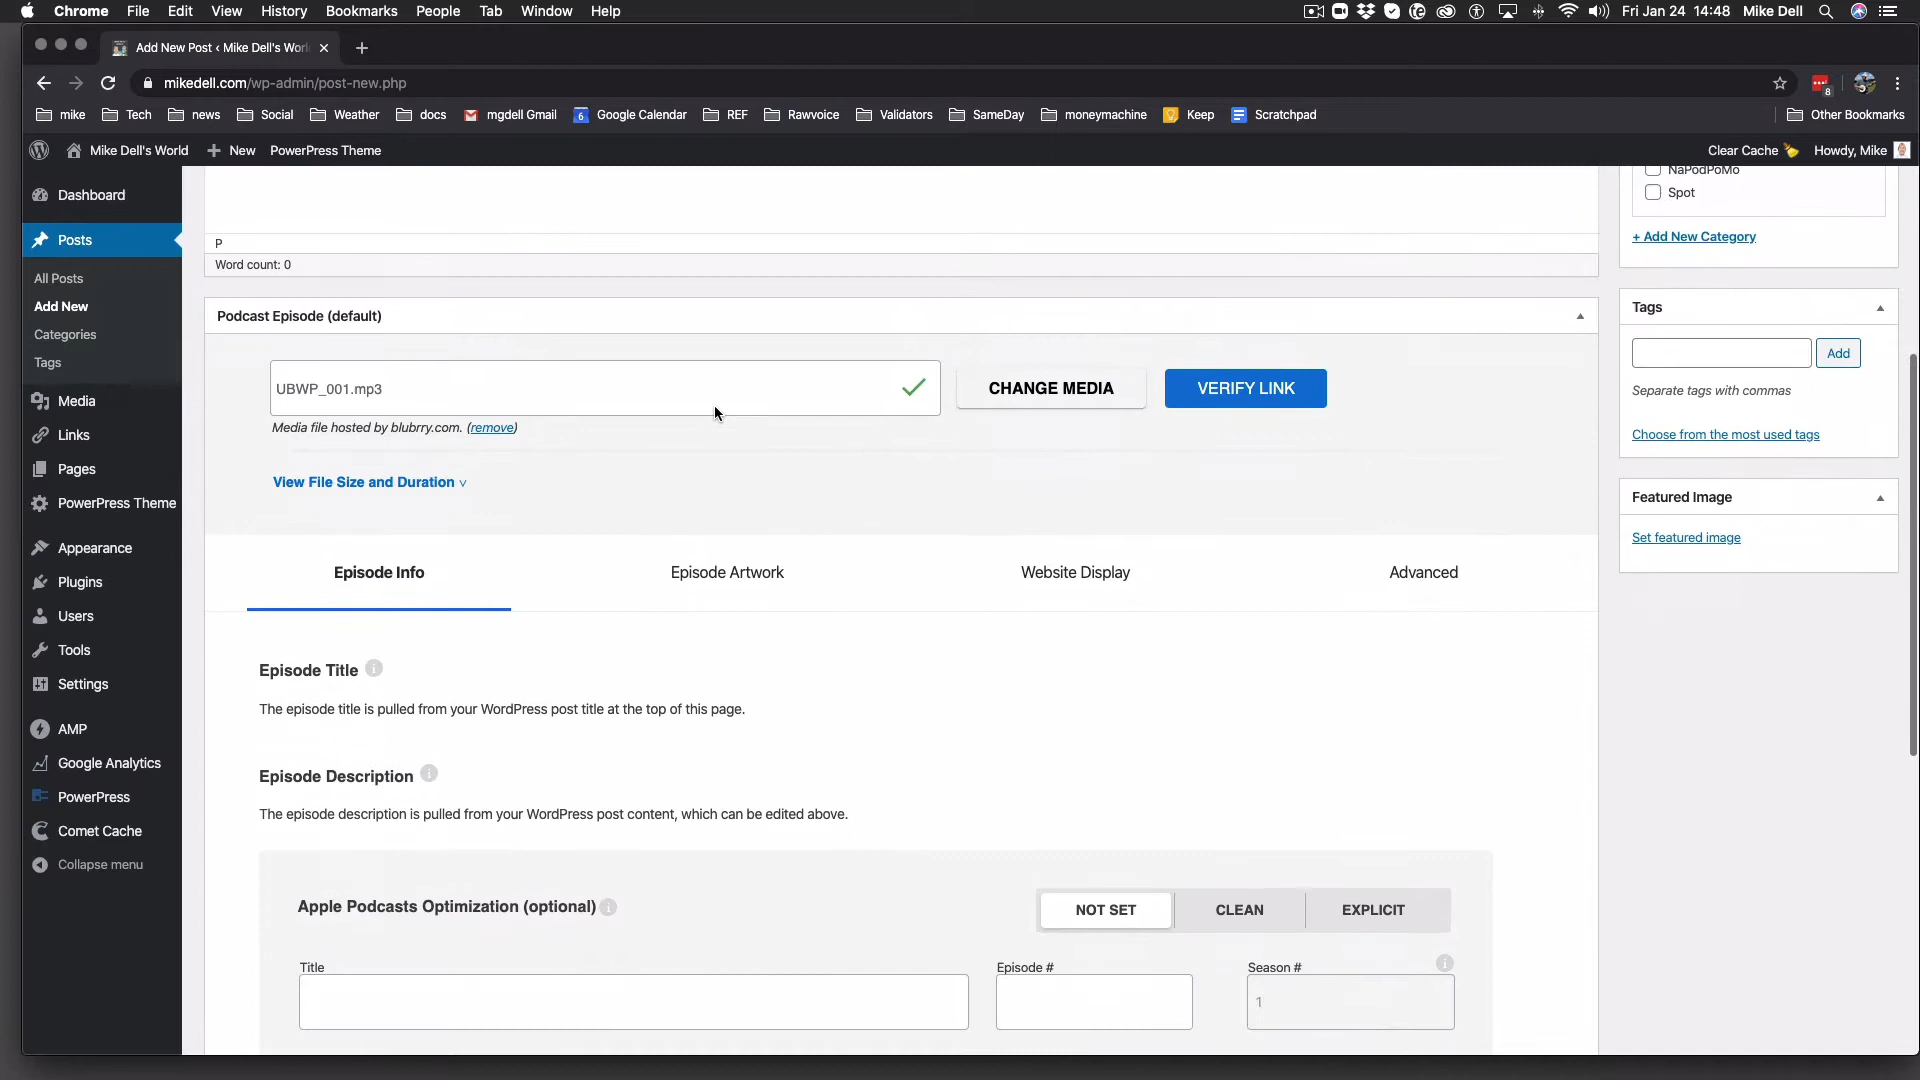 Chrome File Edit View History Bookmarks People Tab Window Help
Fri Jan 24 14:48 Mike Dell
Add New Post ‹ Mike Dell's Worl
mikedell.com/wp-admin/post-new.php
8
mike Tech news Social Weather docs mgdell Gmail 6 Google Calendar REF Rawvoice Validators SameDay moneymachine Keep Scratchpad Other Bookmarks
Mike Dell's World New PowerPress Theme Clear Cache Howdy, Mike
Dashboard
Posts
All Posts
Add New
Categories
Tags
Media
Links
Pages
PowerPress Theme
Appearance
Plugins
Users
Tools
Settings
AMP
Google Analytics
PowerPress
Comet Cache
Collapse menu
P
Word count: 0
Podcast Episode (default)
UBWP_001.mp3
CHANGE MEDIA
VERIFY LINK
Media file hosted by blubrry.com. (remove)
View File Size and Duration v
Episode Info
Episode Artwork
Website Display
Advanced
Episode Title
The episode title is pulled from your WordPress post title at the top of this page.
Episode Description
The episode description is pulled from your WordPress post content, which can be edited above.
Apple Podcasts Optimization (optional)
NOT SET
CLEAN
EXPLICIT
Title
Episode #
Season #
1
NaPodPoMo
Spot
+ Add New Category
Tags
Add
Separate tags with commas
Choose from the most used tags
Featured Image
Set featured image